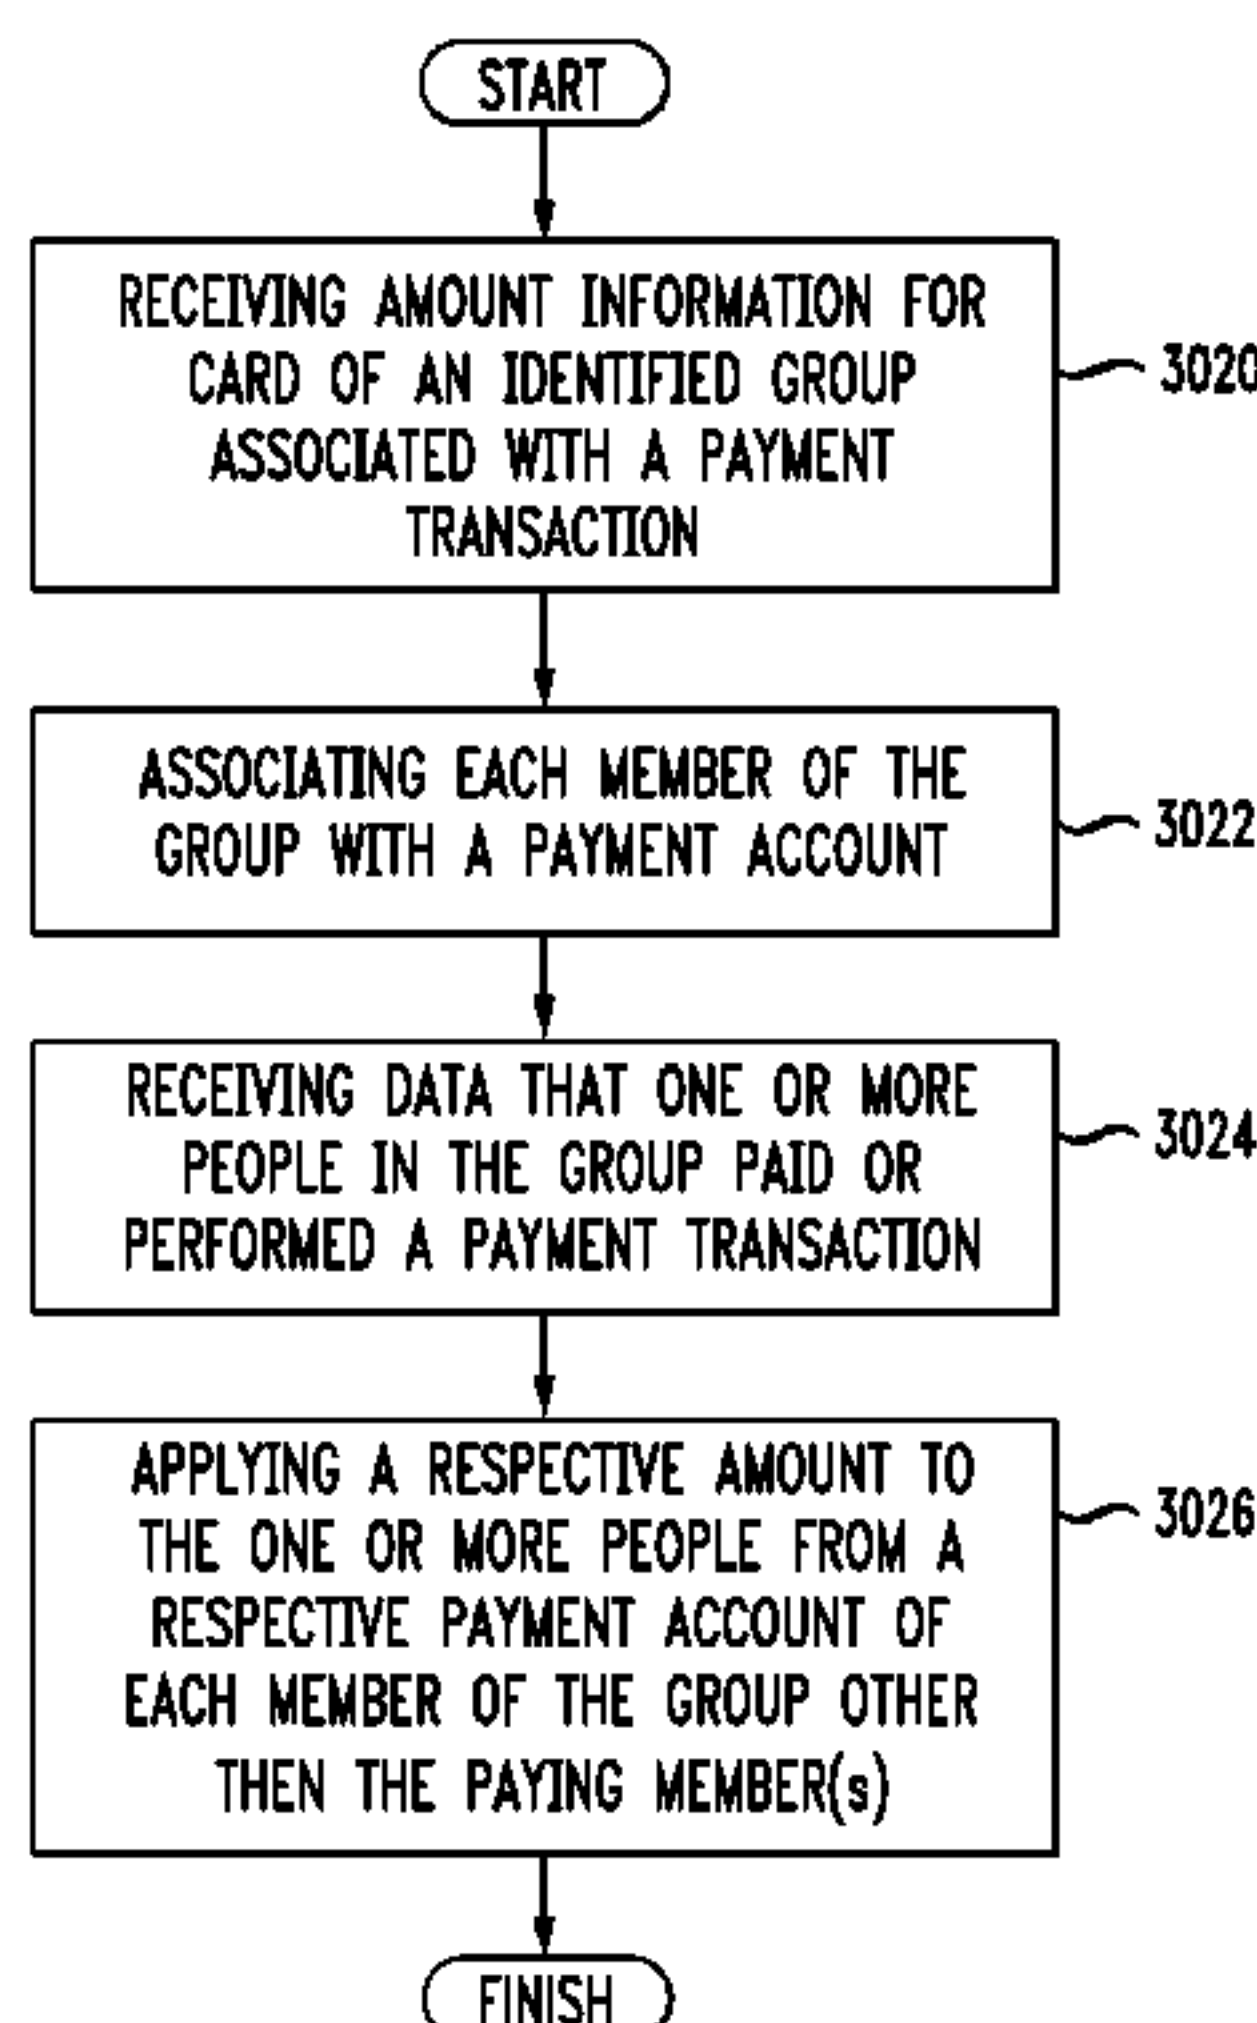 START
RECEIVING AMOUNT INFORMATION FOR
CARD OF AN IDENTIFIED GROUP
ASSOCIATED WITH A PAYMENT
TRANSACTION
3020
ASSOCIATING EACH MEMBER OF THE
GROUP WITH A PAYMENT ACCOUNT
3022
RECEIVING DATA THAT ONE OR MORE
PEOPLE IN THE GROUP PAID OR
PERFORMED A PAYMENT TRANSACTION
3024
APPLYING A RESPECTIVE AMOUNT TO
THE ONE OR MORE PEOPLE FROM A
RESPECTIVE PAYMENT ACCOUNT OF
EACH MEMBER OF THE GROUP OTHER
THEN THE PAYING MEMBER(s)
3026
FINISH